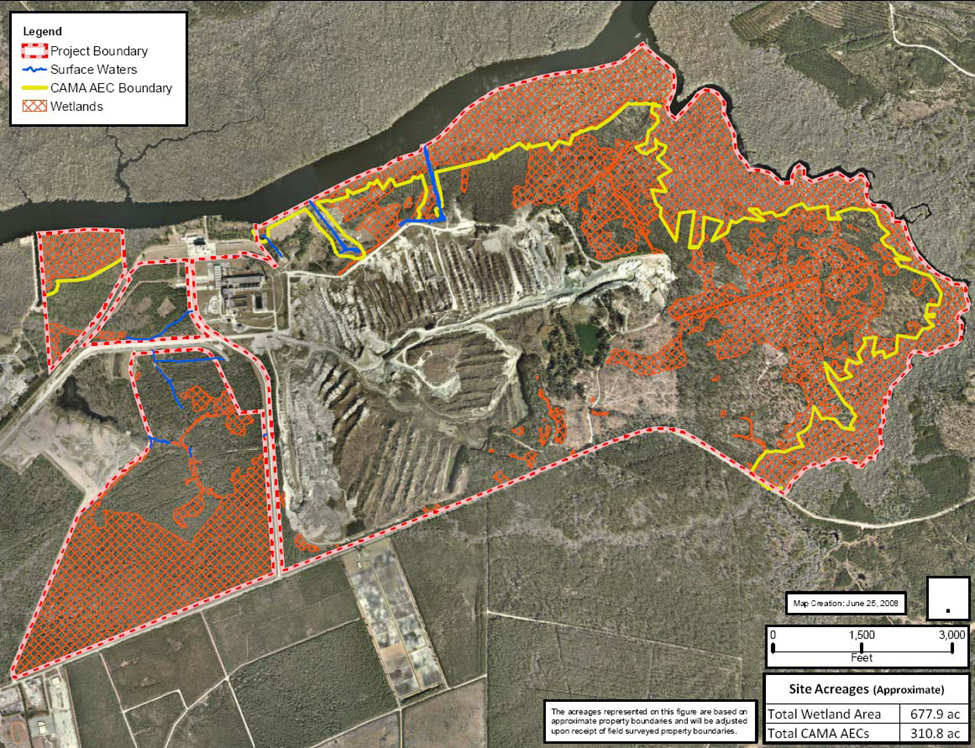 Legend
Project Boundary
Surface Waters
CAMA AEC Boundary
Wetlands
Map Creation: June 25, 2008
0 1,500 3,000
Feet
Site Acreages (Approximate)
Total Wetland Area 677.9 ac
Total CAMA AECs 310.8 ac
The acreages represented on this figure are based on
approximate property boundaries and will be adjusted
upon receipt of field surveyed property boundaries.